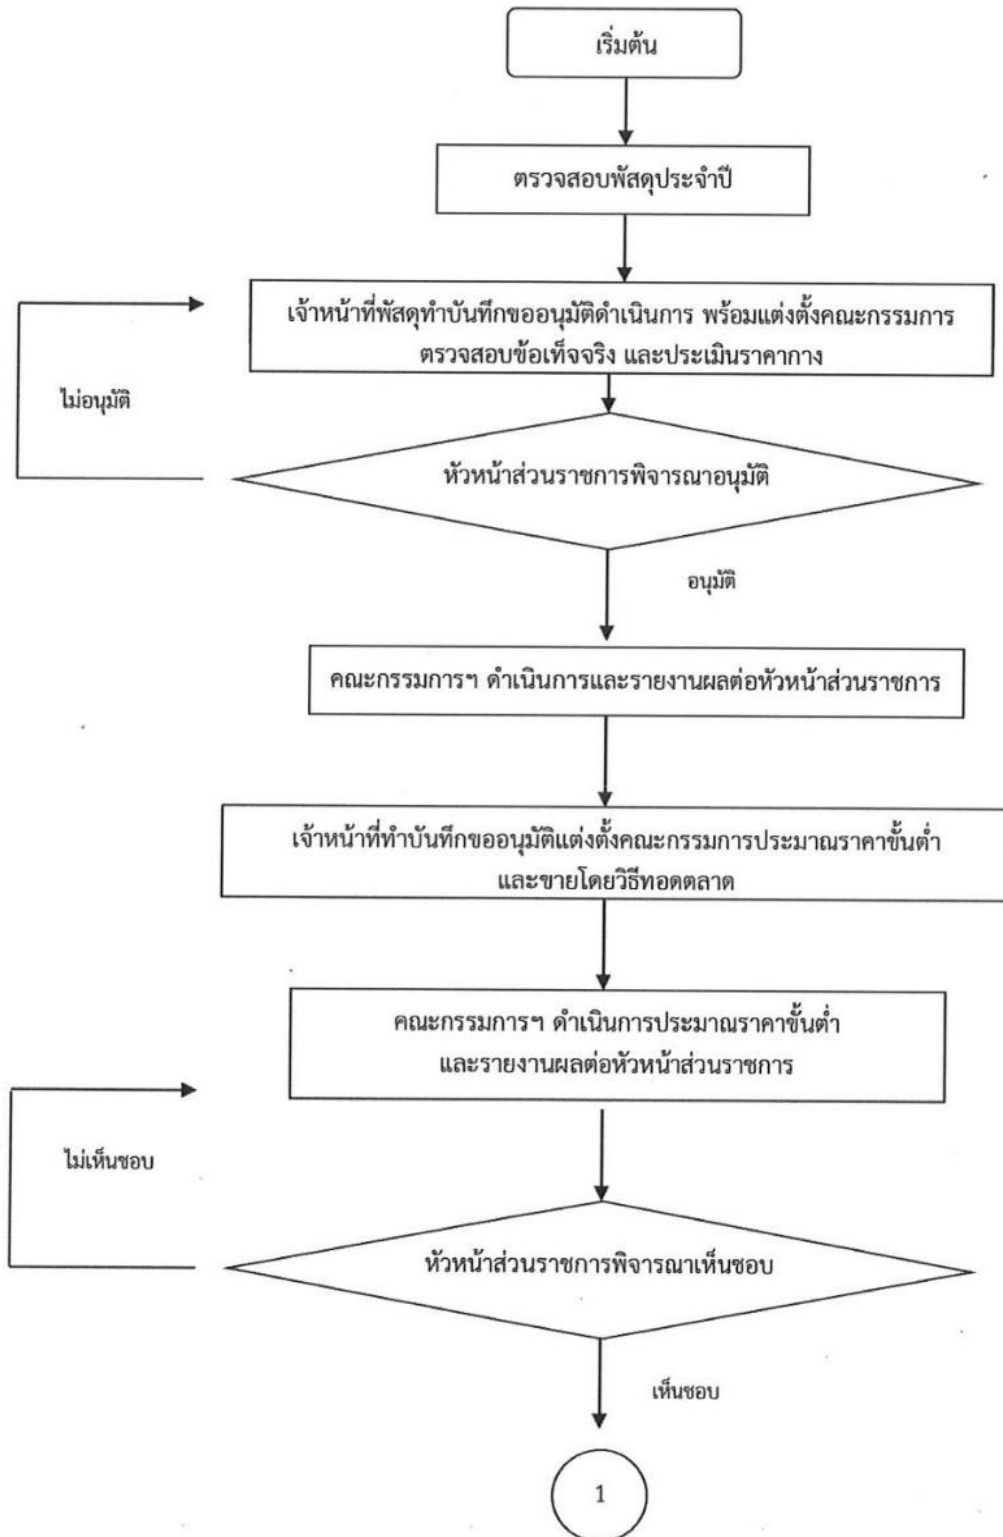 เริ่มต้น
ตรวจสอบพัสดุประจำปี
เจ้าหน้าที่พัสดุทำบันทึกขออนุมัติดำเนินการ พร้อมแต่งตั้งคณะกรรมการ
ตรวจสอบข้อเท็จจริง และประเมินราคากาง
ไม่อนุมัติ
หัวหน้าส่วนราชการพิจารณาอนุมัติ
อนุมัติ
คณะกรรมการฯ ดำเนินการและรายงานผลต่อหัวหน้าส่วนราชการ
เจ้าหน้าที่ทำบันทึกขออนุมัติแต่งตั้งคณะกรรมการประมาณราคาขั้นต่ำ
และขายโดยวิธีทอดตลาด
คณะกรรมการฯ ดำเนินการประมาณราคาขั้นต่ำ
และรายงานผลต่อหัวหน้าส่วนราชการ
ไม่เห็นชอบ
หัวหน้าส่วนราชการพิจารณาเห็นชอบ
เห็นชอบ
1